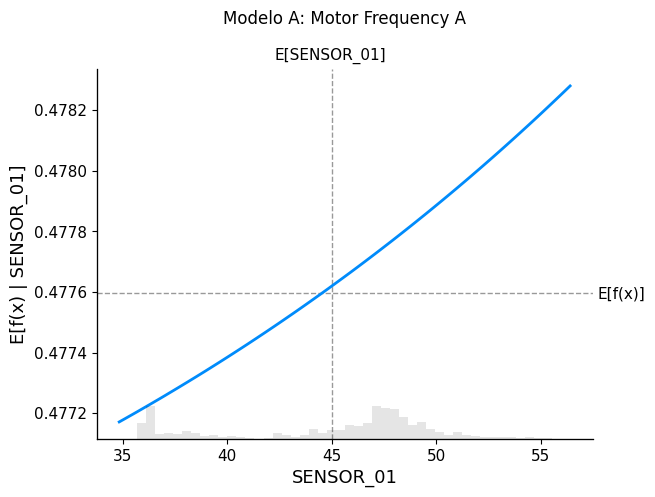 Modelo A: Motor Frequency A
E[SENSOR_01]
0.4782
0.4780
0.4778
0.4776
0.4774
0.4772
E[f(x) | SENSOR_01]
E[f(x)]
35
40
45
50
55
SENSOR_01